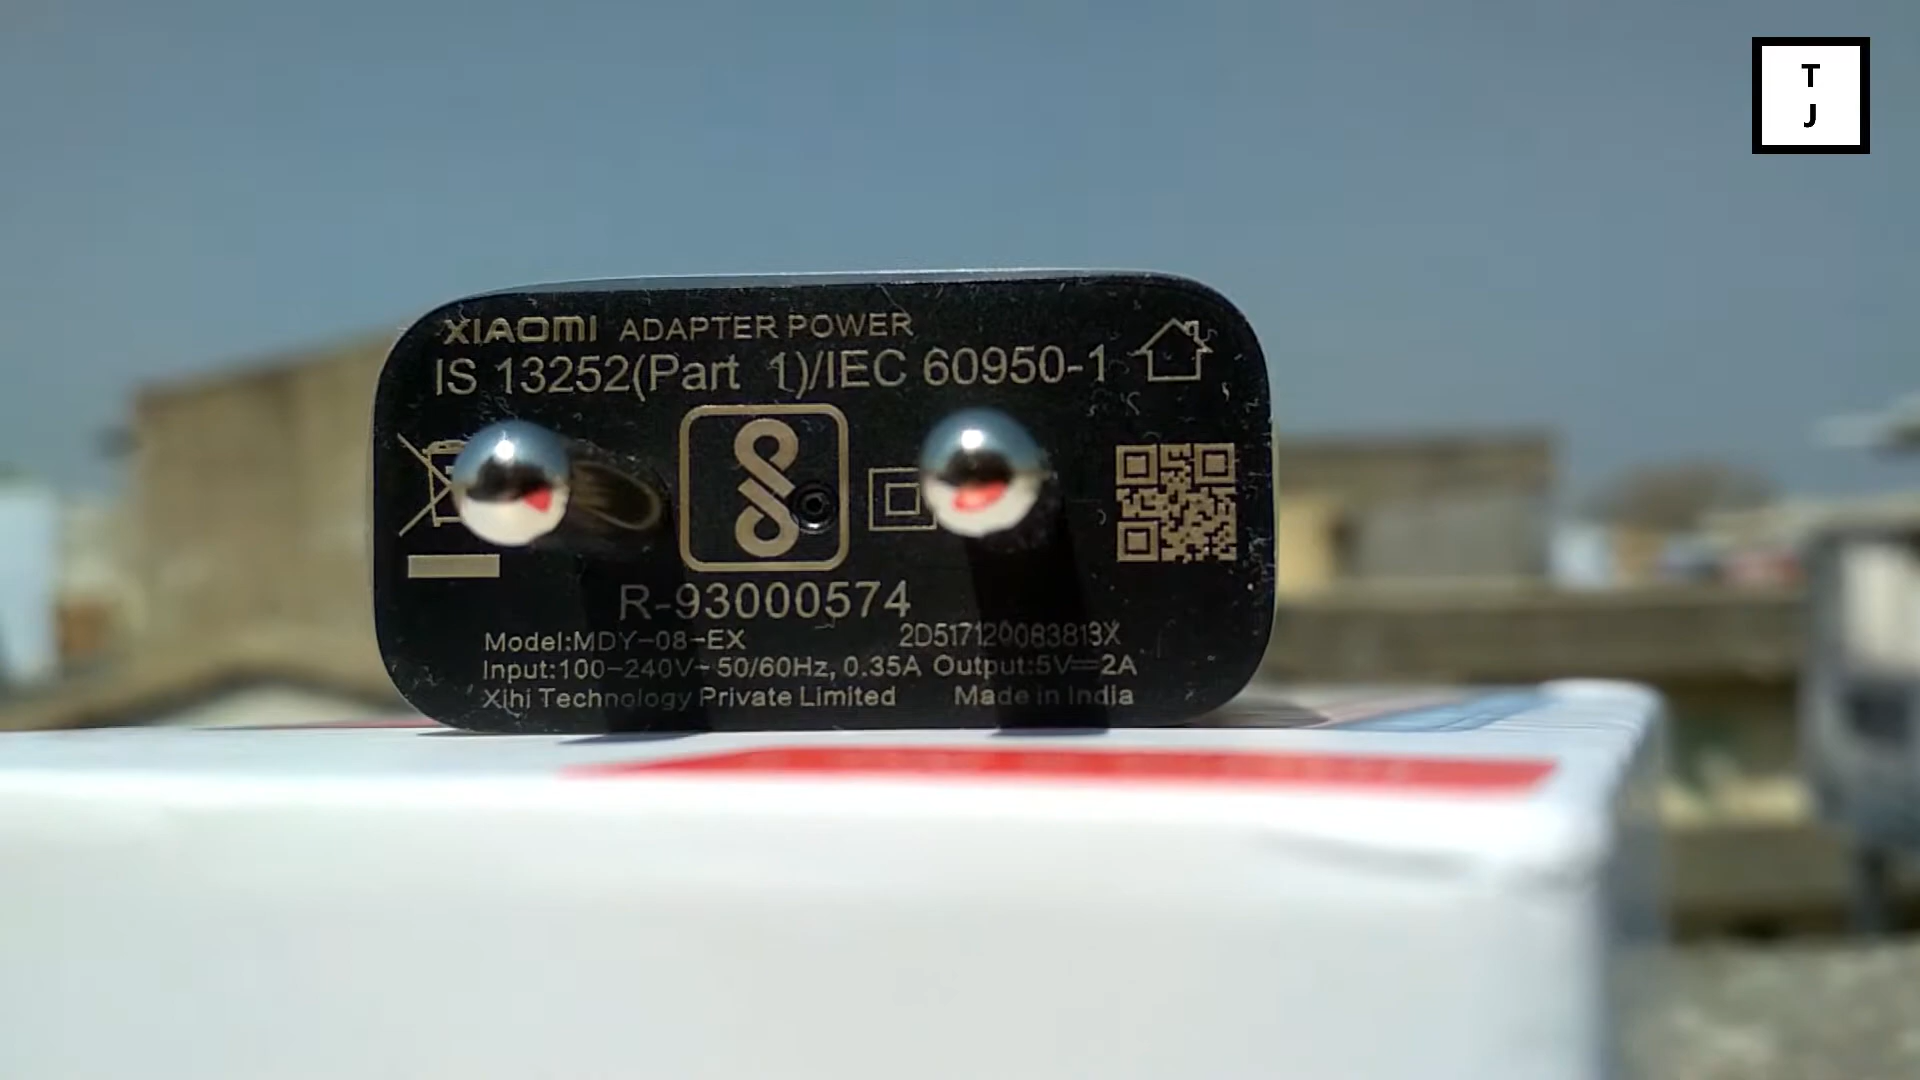 T
J
XIAOMI ADAPTER POWER
IS 13252(Part 1)/IEC 60950-1
R-93000574
Model:MDY-08-EX 2D517120083813X
Input:100-240V~50/60Hz, 0.35A Output:5V⎓2A
Xihi Technology Private Limited Made in India